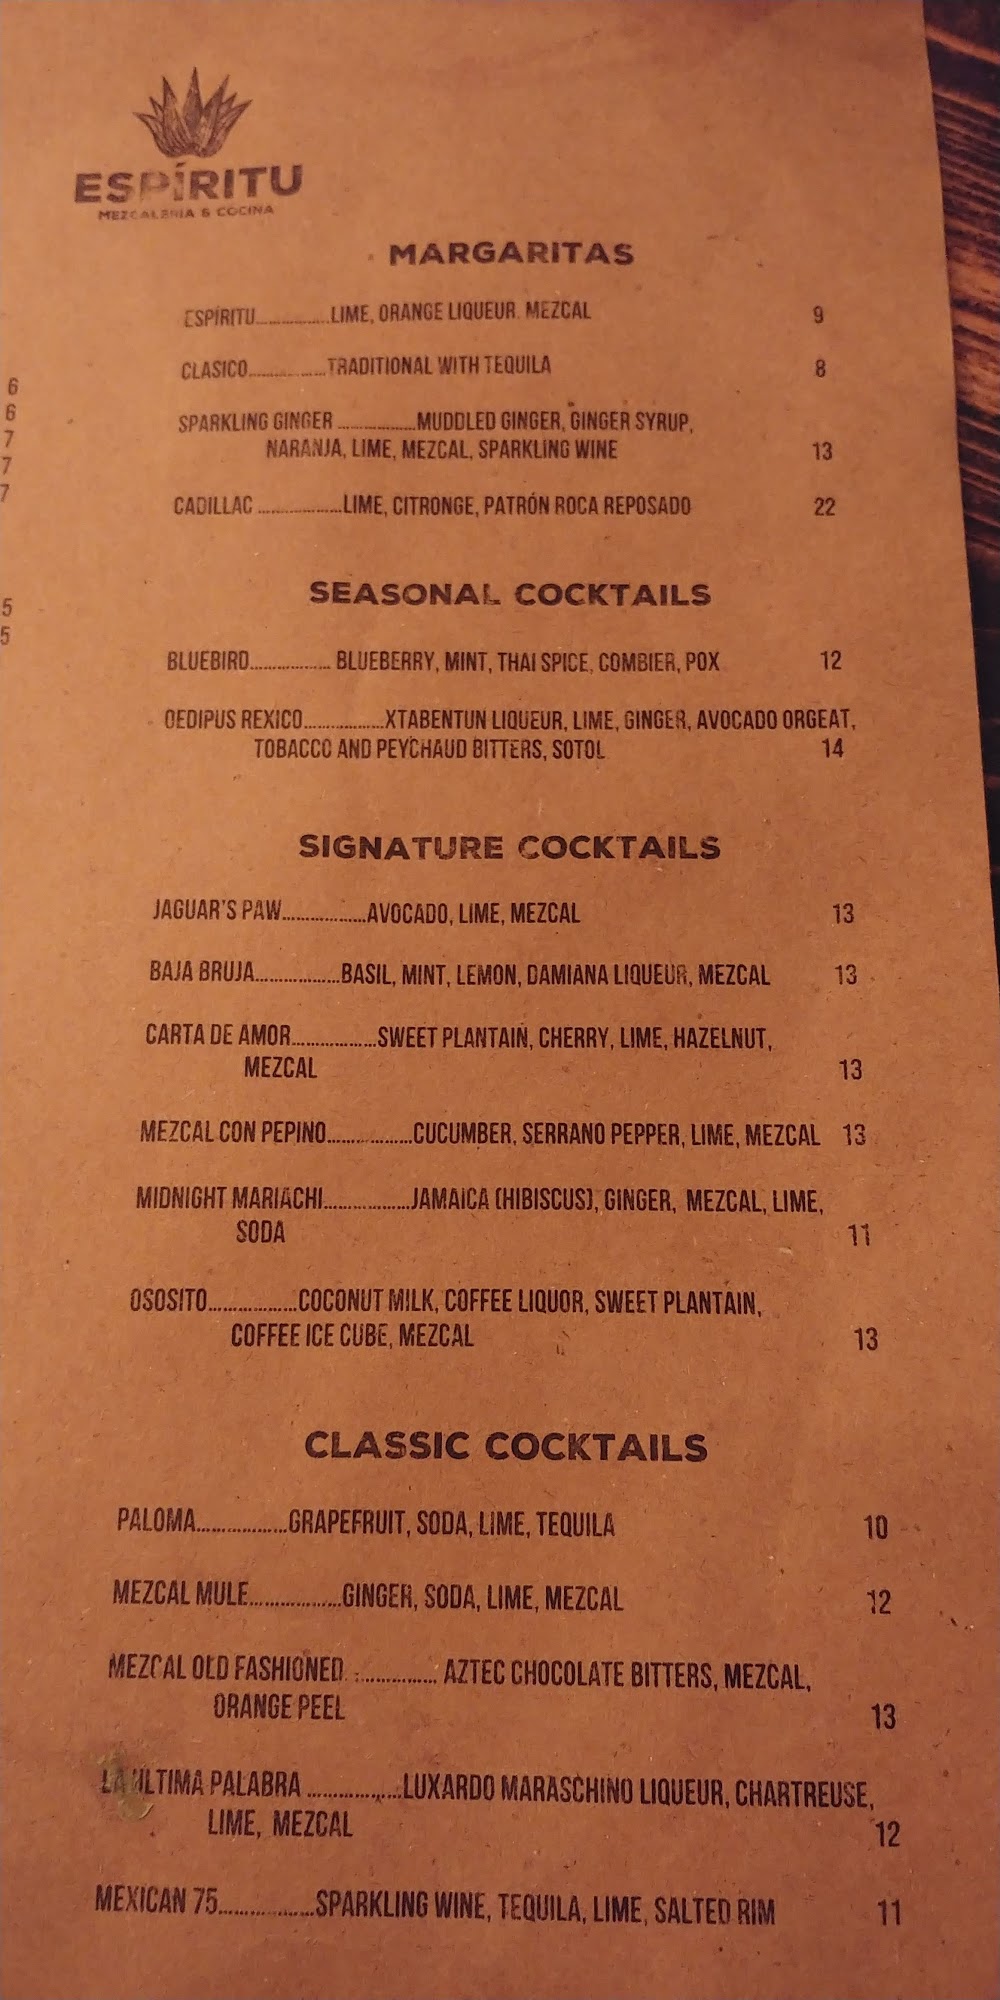 ESPÍRITU
MEZCALERIA & COCINA
MARGARITAS
ESPÍRITU..................LIME, ORANGE LIQUEUR, MEZCAL 9
CLASICO..................TRADITIONAL WITH TEQUILA 8
SPARKLING GINGER ..................MUDDLED GINGER, GINGER SYRUP,
NARANJA, LIME, MEZCAL, SPARKLING WINE 13
CADILLAC ..................LIME, CITRONGE, PATRÓN ROCA REPOSADO 22
SEASONAL COCKTAILS
BLUEBIRD.................. BLUEBERRY, MINT, THAI SPICE, COMBIER, POX 12
OEDIPUS REXICO..................XTABENTUN LIQUEUR, LIME, GINGER, AVOCADO ORGEAT,
TOBACCO AND PEYCHAUD BITTERS, SOTOL 14
SIGNATURE COCKTAILS
JAGUAR'S PAW..................AVOCADO, LIME, MEZCAL 13
BAJA BRUJA..................BASIL, MINT, LEMON, DAMIANA LIQUEUR, MEZCAL 13
CARTA DE AMOR..................SWEET PLANTAIN, CHERRY, LIME, HAZELNUT,
MEZCAL 13
MEZCAL CON PEPINO..................CUCUMBER, SERRANO PEPPER, LIME, MEZCAL 13
MIDNIGHT MARIACHI..................JAMAICA (HIBISCUS), GINGER, MEZCAL, LIME,
SODA 11
OSOSITO..................COCONUT MILK, COFFEE LIQUOR, SWEET PLANTAIN,
COFFEE ICE CUBE, MEZCAL 13
CLASSIC COCKTAILS
PALOMA..................GRAPEFRUIT, SODA, LIME, TEQUILA 10
MEZCAL MULE..................GINGER, SODA, LIME, MEZCAL 12
MEZCAL OLD FASHIONED .................. AZTEC CHOCOLATE BITTERS, MEZCAL,
ORANGE PEEL 13
LA ULTIMA PALABRA ..................LUXARDO MARASCHINO LIQUEUR, CHARTREUSE,
LIME, MEZCAL 12
MEXICAN 75..................SPARKLING WINE, TEQUILA, LIME, SALTED RIM 11
6
6
7
7
7
5
5